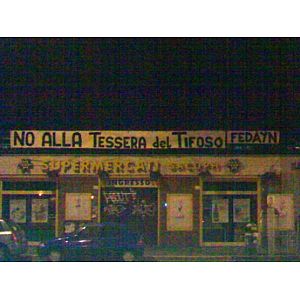 NO ALLA TESSERA del TIFOSO FEDAYN
SUPERMERCATI
INGRESSO